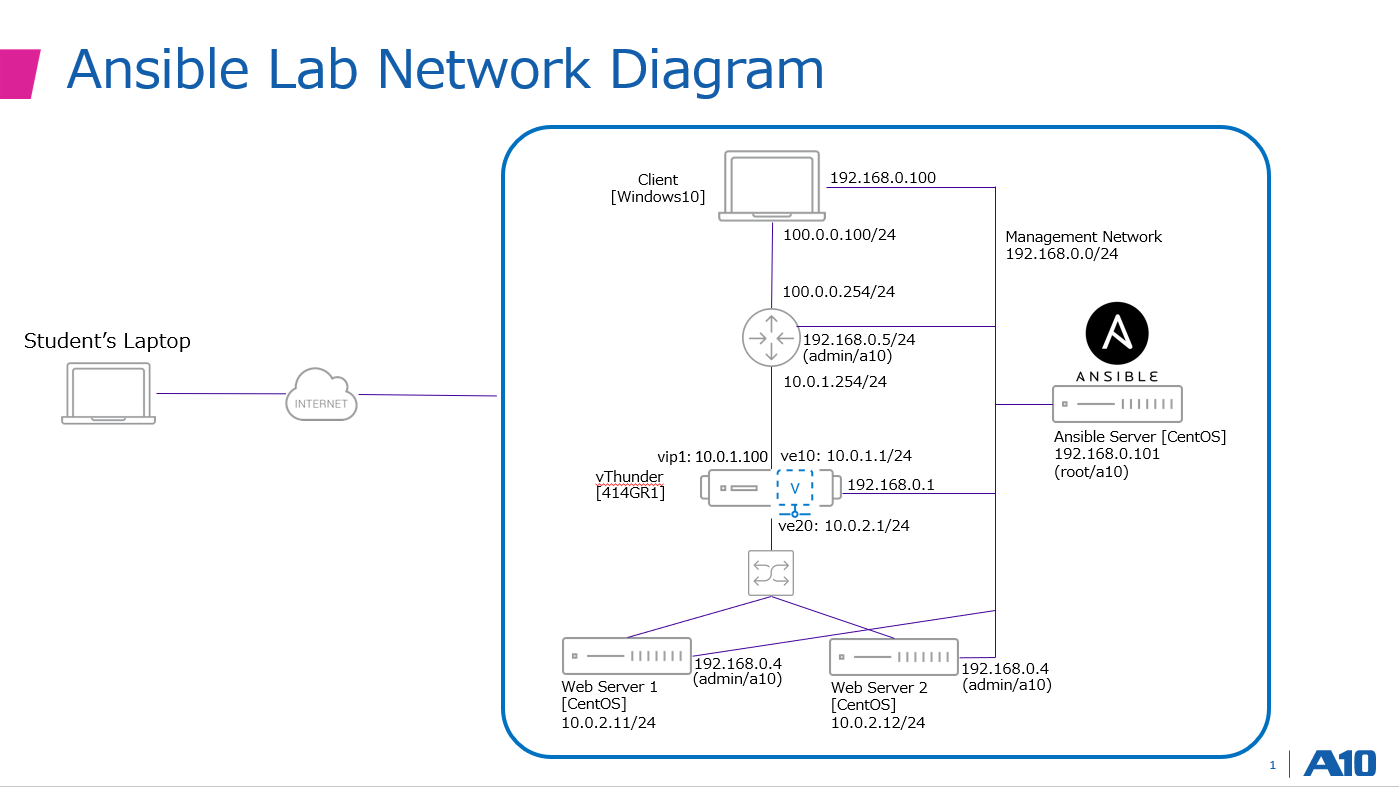 Ansible Lab Network Diagram
Client
[Windows10]
192.168.0.100
100.0.0.100/24
Management Network
192.168.0.0/24
100.0.0.254/24
Student’s Laptop
INTERNET
192.168.0.5/24
(admin/a10)
10.0.1.254/24
A
ANSIBLE
Ansible Server [CentOS]
192.168.0.101
(root/a10)
vip1: 10.0.1.100
ve10: 10.0.1.1/24
vThunder
[414GR1]
V
192.168.0.1
ve20: 10.0.2.1/24
192.168.0.4
(admin/a10)
Web Server 1
[CentOS]
10.0.2.11/24
192.168.0.4
(admin/a10)
Web Server 2
[CentOS]
10.0.2.12/24
1
A10